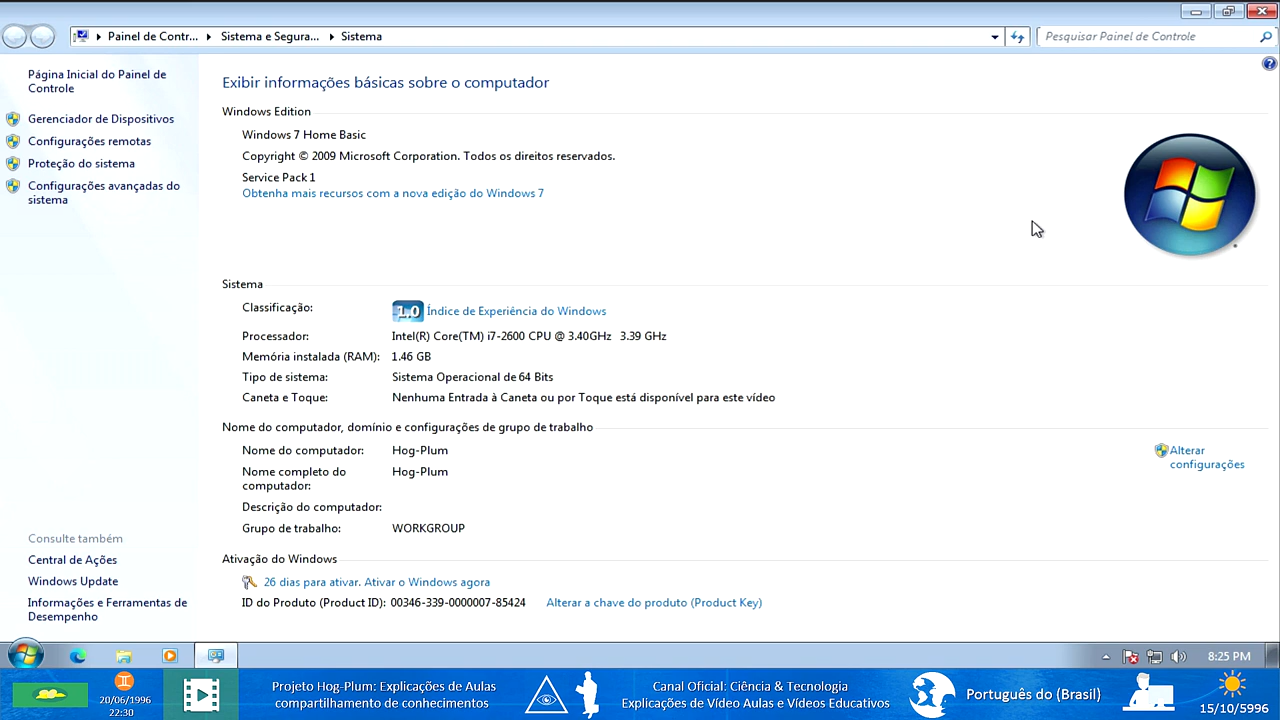 Painel de Contr...
Sistema e Segura...
Sistema
Pesquisar Painel de Controle
Página Inicial do Painel de
Controle
Gerenciador de Dispositivos
Configurações remotas
Proteção do sistema
Configurações avançadas do
sistema
Exibir informações básicas sobre o computador
Windows Edition
Windows 7 Home Basic
Copyright © 2009 Microsoft Corporation. Todos os direitos reservados.
Service Pack 1
Obtenha mais recursos com a nova edição do Windows 7
Sistema
Classificação:
1.0 Índice de Experiência do Windows
Processador: Intel(R) Core(TM) i7-2600 CPU @ 3.40GHz 3.39 GHz
Memória instalada (RAM): 1.46 GB
Tipo de sistema: Sistema Operacional de 64 Bits
Caneta e Toque: Nenhuma Entrada à Caneta ou por Toque está disponível para este vídeo
Nome do computador, domínio e configurações de grupo de trabalho
Nome do computador: Hog-Plum
Nome completo do
computador:
Hog-Plum
Descrição do computador:
Grupo de trabalho: WORKGROUP
Alterar
configurações
Ativação do Windows
26 dias para ativar. Ativar o Windows agora
ID do Produto (Product ID): 00346-339-0000007-85424 Alterar a chave do produto (Product Key)
Consulte também
Central de Ações
Windows Update
Informações e Ferramentas de
Desempenho
8:25 PM
20/06/1996
22:30
Projeto Hog-Plum: Explicações de Aulas
compartilhamento de conhecimentos
Canal Oficial: Ciência & Tecnologia
Explicações de Vídeo Aulas e Vídeos Educativos
Português do (Brasil)
15/10/5996